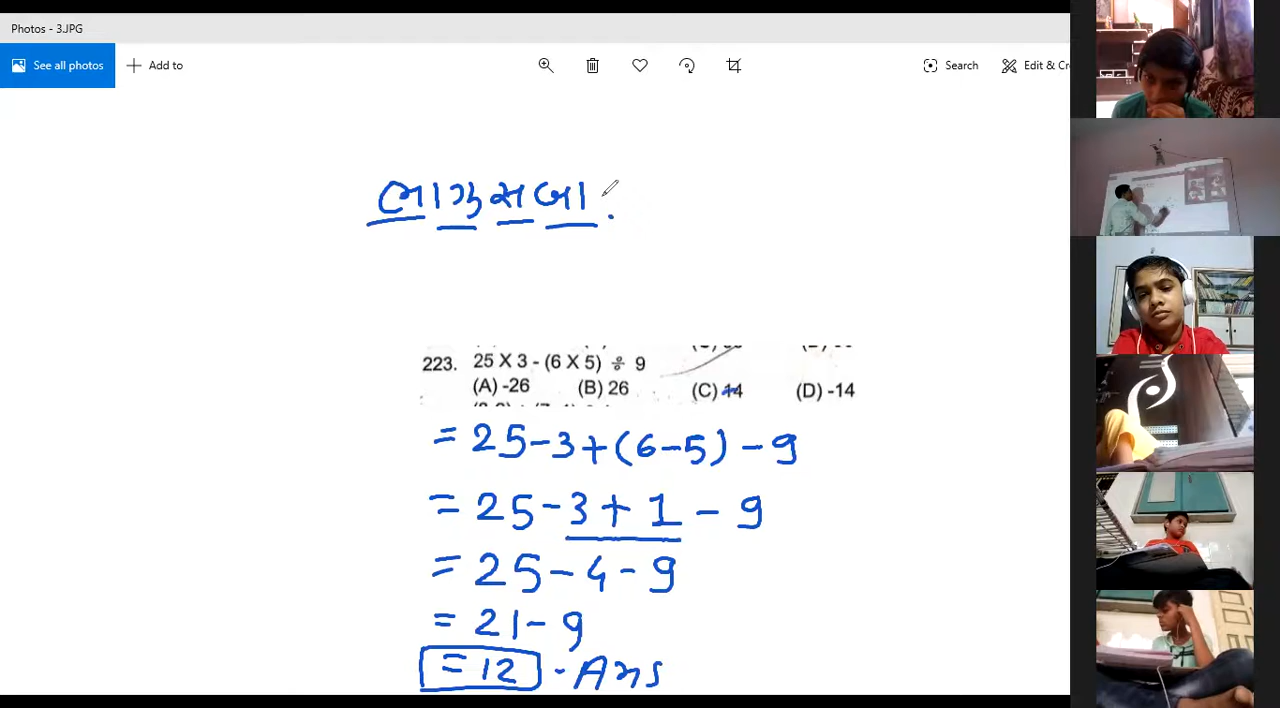 Photos - 3.JPG
See all photos
Add to
Search
Edit & Cr
223. 25 X 3 - (6 X 5) ÷ 9
(A) -26 (B) 26 (C) 14 (D) -14
= 25 - 3 + (6 - 5) - 9
= 25 - 3 + 1 - 9
= 25 - 4 - 9
= 21 - 9
= 12 - Ans